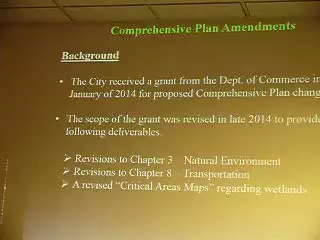 Comprehensive Plan Amendments
Background
• The City received a grant from the Dept. of Commerce in
January of 2014 for proposed Comprehensive Plan chang
• The scope of the grant was revised in late 2014 to provide
following deliverables.
➢ Revisions to Chapter 3 – Natural Environment
➢ Revisions to Chapter 8 – Transportation
➢ A revised “Critical Areas Maps” regarding wetlands.